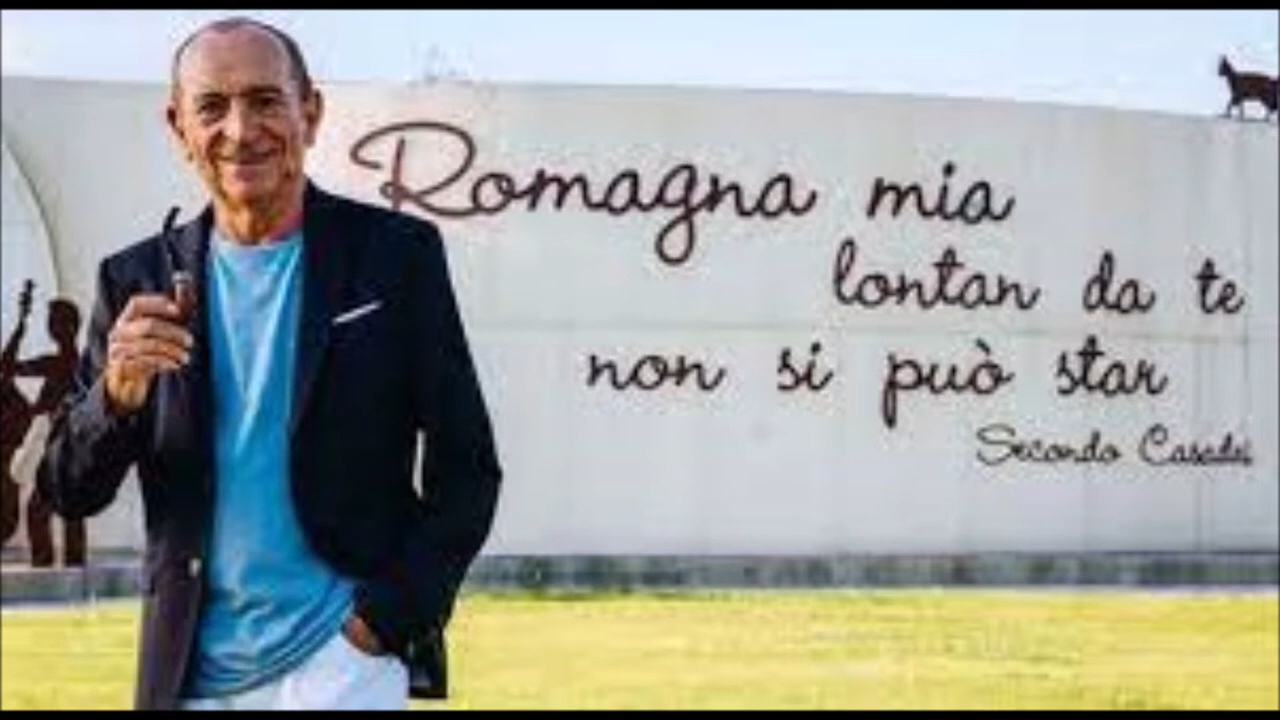 Romagna mia
lontan da te
non si può star
Secondo Casadei